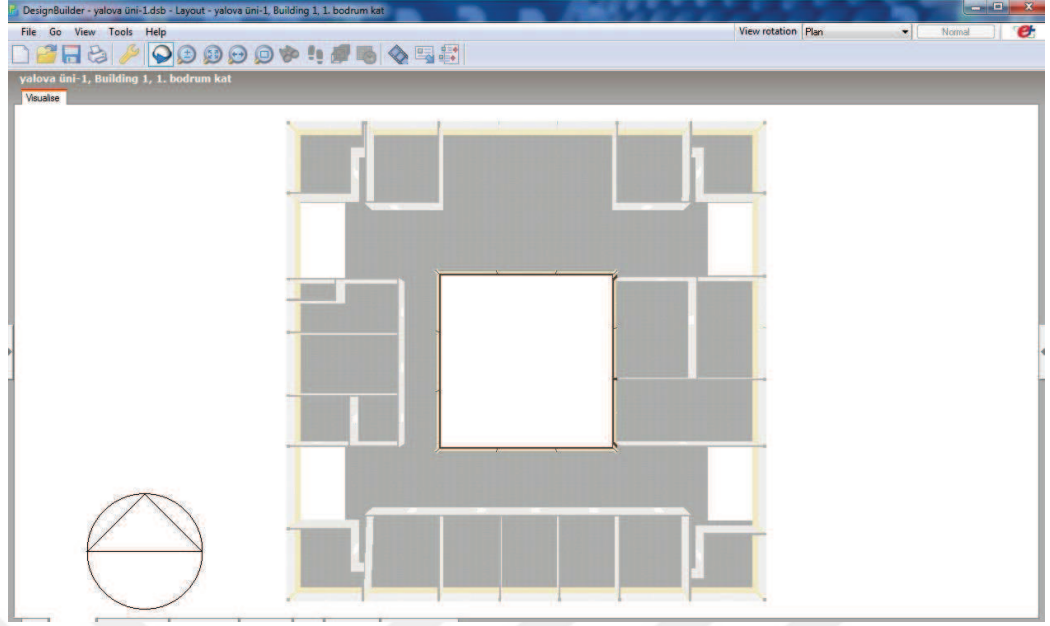 DesignBuilder - yalova üni-1.dsb - Layout - yalova üni-1, Building 1, 1. bodrum kat
File Go View Tools Help View rotation Plan Normal
yalova üni-1, Building 1, 1. bodrum kat
Visualise